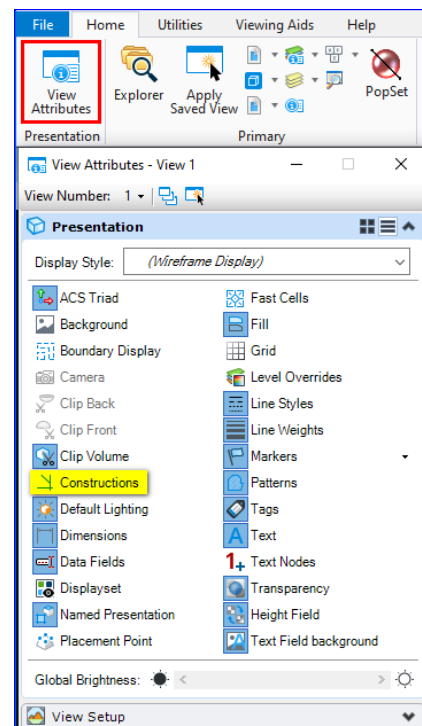 File Home Utilities Viewing Aids Help
View Attributes
Explorer
Apply Saved View
PopSet
Presentation Primary
View Attributes - View 1
View Number: 1
Presentation
Display Style: (Wireframe Display)
ACS Triad Fast Cells
Background Fill
Boundary Display Grid
Camera Level Overrides
Clip Back Line Styles
Clip Front Line Weights
Clip Volume Markers
Constructions Patterns
Default Lighting Tags
Dimensions Text
Data Fields Text Nodes
Displayset Transparency
Named Presentation Height Field
Placement Point Text Field background
Global Brightness:
View Setup